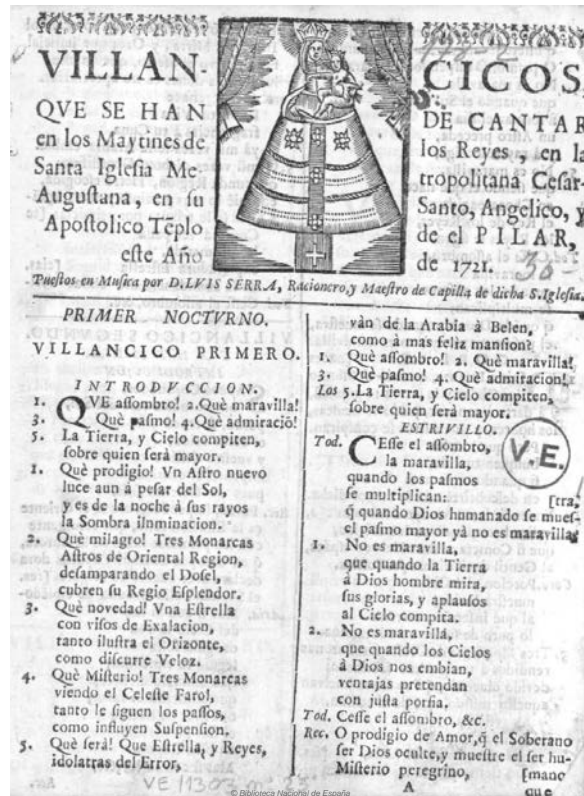 VILLAN-
CICOS,
QVE SE HAN
DE CANTAR
en los Maytines de
los Reyes, en la
Santa Iglesia Me-
tropolitana Cesar-
Augustana, en su
Santo, Angelico, y
Apostolico Tēplo
de el PILAR,
este Año
de 1721.
30-
Puestos en Musica por D. LVIS SERRA, Racionero, y Maestro de Capilla de dicha S. Iglesia.
PRIMER NOCTVRNO.
VILLANCICO PRIMERO.
INTRODVCCION.
1. QVE assombro! 2. Què maravilla!
3. Què pasmo! 4. Què admiració!
5. La Tierra, y Cielo compiten,
sobre quien serà mayor.
1. Què prodigio! Vn Astro nuevo
luce aun à pesar del Sol,
y es de la noche à sus rayos
la Sombra iluminacion.
2. Què milagro! Tres Monarcas
Astros de Oriental Region,
desamparando el Dosel,
cubren su Regio Esplendor.
3. Què novedad! Vna Estrella
con visos de Exalacion,
tanto ilustra el Orizonte,
como discurre Veloz.
4. Què Misterio! Tres Monarcas
viendo el Celeste Farol,
tanto le siguen los passos,
como influyen Suspension.
5. Què serà! Que Estrella, y Reyes,
idolatras del Error,
vàn de la Arabia à Belen,
como à mas feliz mansion?
1. Què assombro! 2. Què maravilla!
3. Què pasmo! 4. Què admiracion!
Los 5. La Tierra, y Cielo compiten,
sobre quien serà mayor.
ESTRIVILLO.
Tod. CEsse el assombro,
la maravilla,
quando los pasmos
se multiplican: [tra,
q̃ quando Dios humanado se mues-
el pasmo mayor yà no es maravilla
1. No es maravilla,
que quando la Tierra
à Dios hombre mira,
sus glorias, y aplausos
al Cielo compita.
2. No es maravilla,
que quando los Cielos
à Dios nos embian,
ventajas pretendan
con justa porfia.
Tod. Cesse el assombro, &c.
Rec. O prodigio de Amor, q̃ el Soberano
ser Dios oculte, y muestre el ser hu-
Misterio peregrino, [mano
A que
V.E.
© Biblioteca Nacional de España